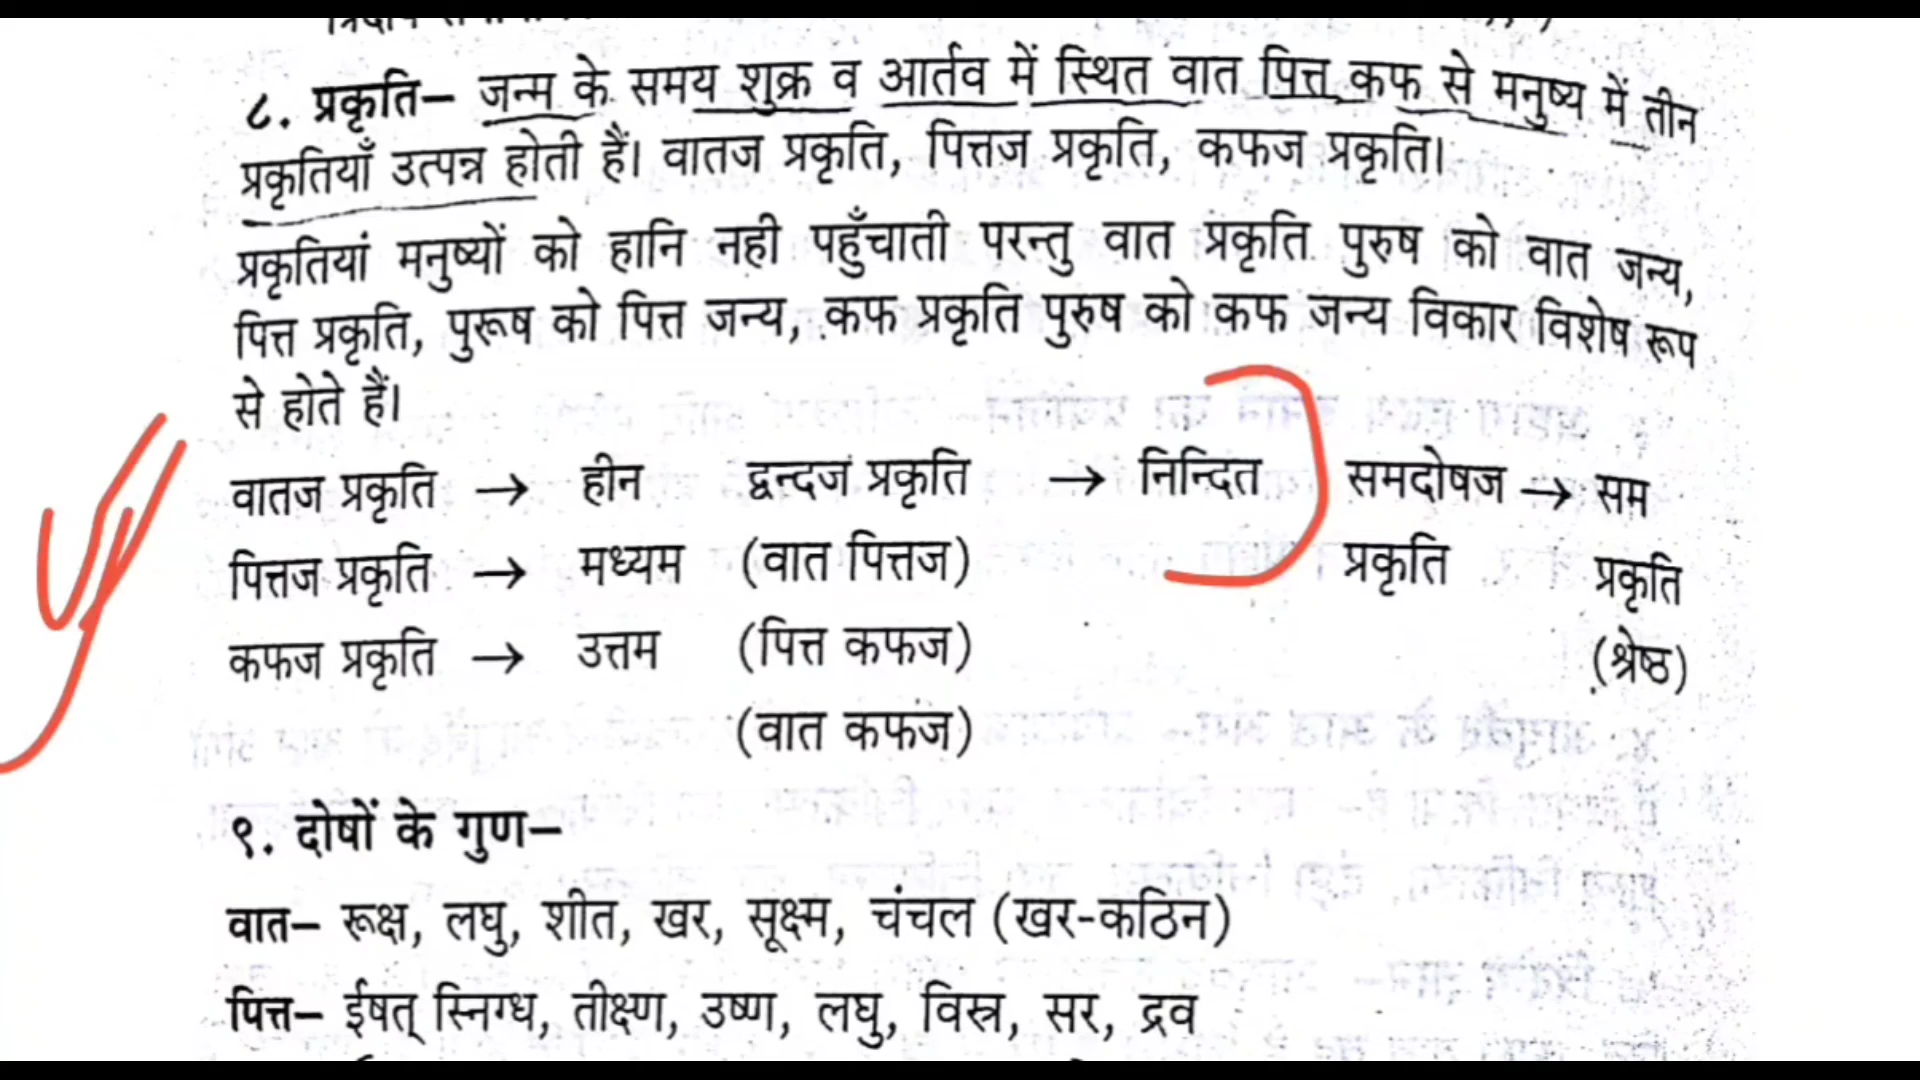 ८. प्रकृति– जन्म के समय शुक्र व आर्तव में स्थित वात पित्त कफ से मनुष्य में तीन
प्रकृतियाँ उत्पन्न होती हैं। वातज प्रकृति, पित्तज प्रकृति, कफज प्रकृति।
प्रकृतियां मनुष्यों को हानि नही पहुँचाती परन्तु वात प्रकृति पुरुष को वात जन्य,
पित्त प्रकृति, पुरूष को पित्त जन्य, कफ प्रकृति पुरुष को कफ जन्य विकार विशेष रूप
से होते हैं।
वातज प्रकृति → हीन द्वन्दज प्रकृति → निन्दित समदोषज → सम
पित्तज प्रकृति → मध्यम (वात पित्तज) प्रकृति प्रकृति
कफज प्रकृति → उत्तम (पित्त कफज) (श्रेष्ठ)
(वात कफज)
९. दोषों के गुण–
वात– रूक्ष, लघु, शीत, खर, सूक्ष्म, चंचल (खर-कठिन)
पित्त– ईषत् स्निग्ध, तीक्ष्ण, उष्ण, लघु, विस्त्र, सर, द्रव